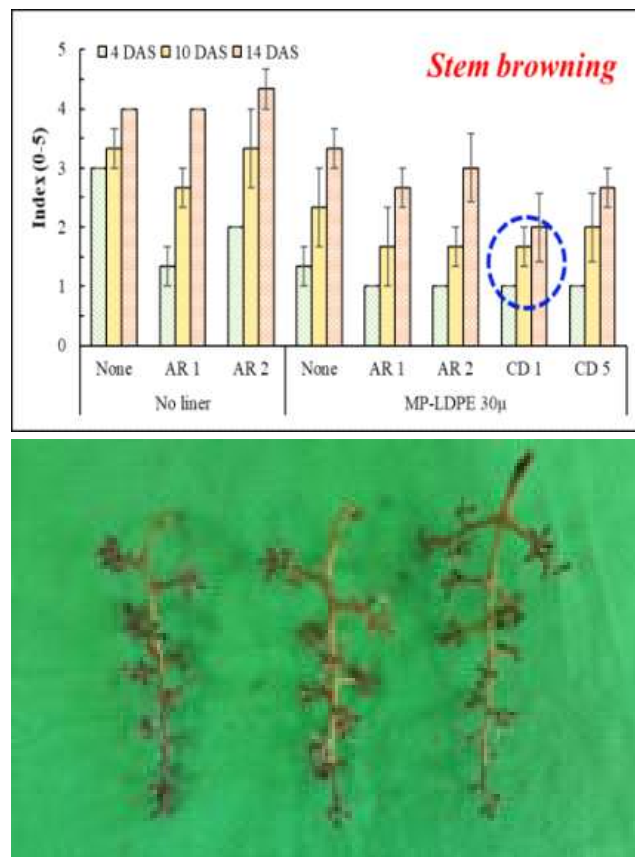 5
4 DAS 10 DAS 14 DAS
Stem browning
4
3
2
1
0
Index (0-5)
None AR 1 AR 2 None AR 1 AR 2 CD 1 CD 5
No liner MP-LDPE 30µ